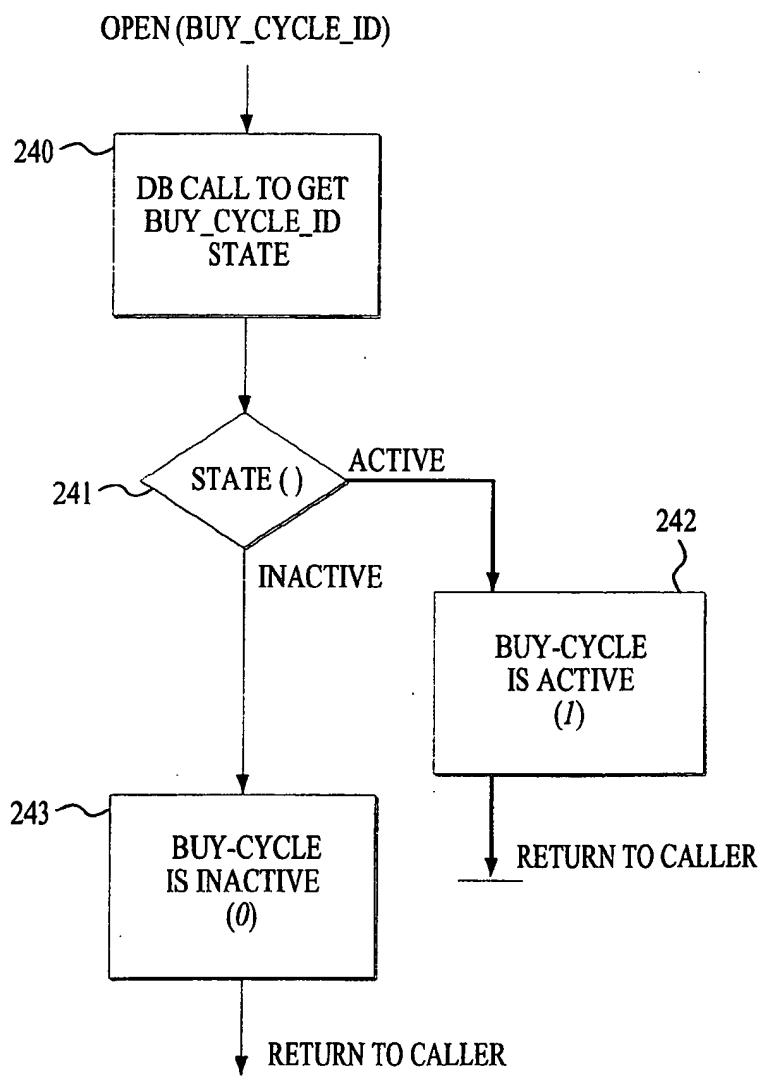 OPEN (BUY_CYCLE_ID)
240
DB CALL TO GET
BUY_CYCLE_ID
STATE
241
STATE ( )
ACTIVE
INACTIVE
242
BUY-CYCLE
IS ACTIVE
(1)
RETURN TO CALLER
243
BUY-CYCLE
IS INACTIVE
(0)
RETURN TO CALLER